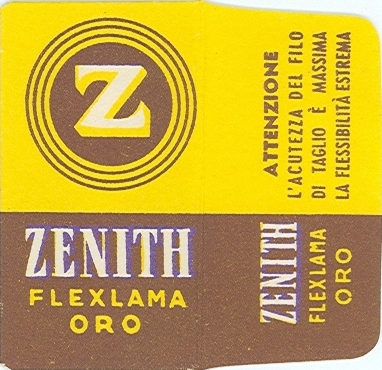 Z
ZENITH
FLEXLAMA
ORO
ATTENZIONE
L'ACUTEZZA DEL FILO
DI TAGLIO È MASSIMA
LA FLESSIBILITÀ ESTREMA
ZENITH
FLEXLAMA
ORO